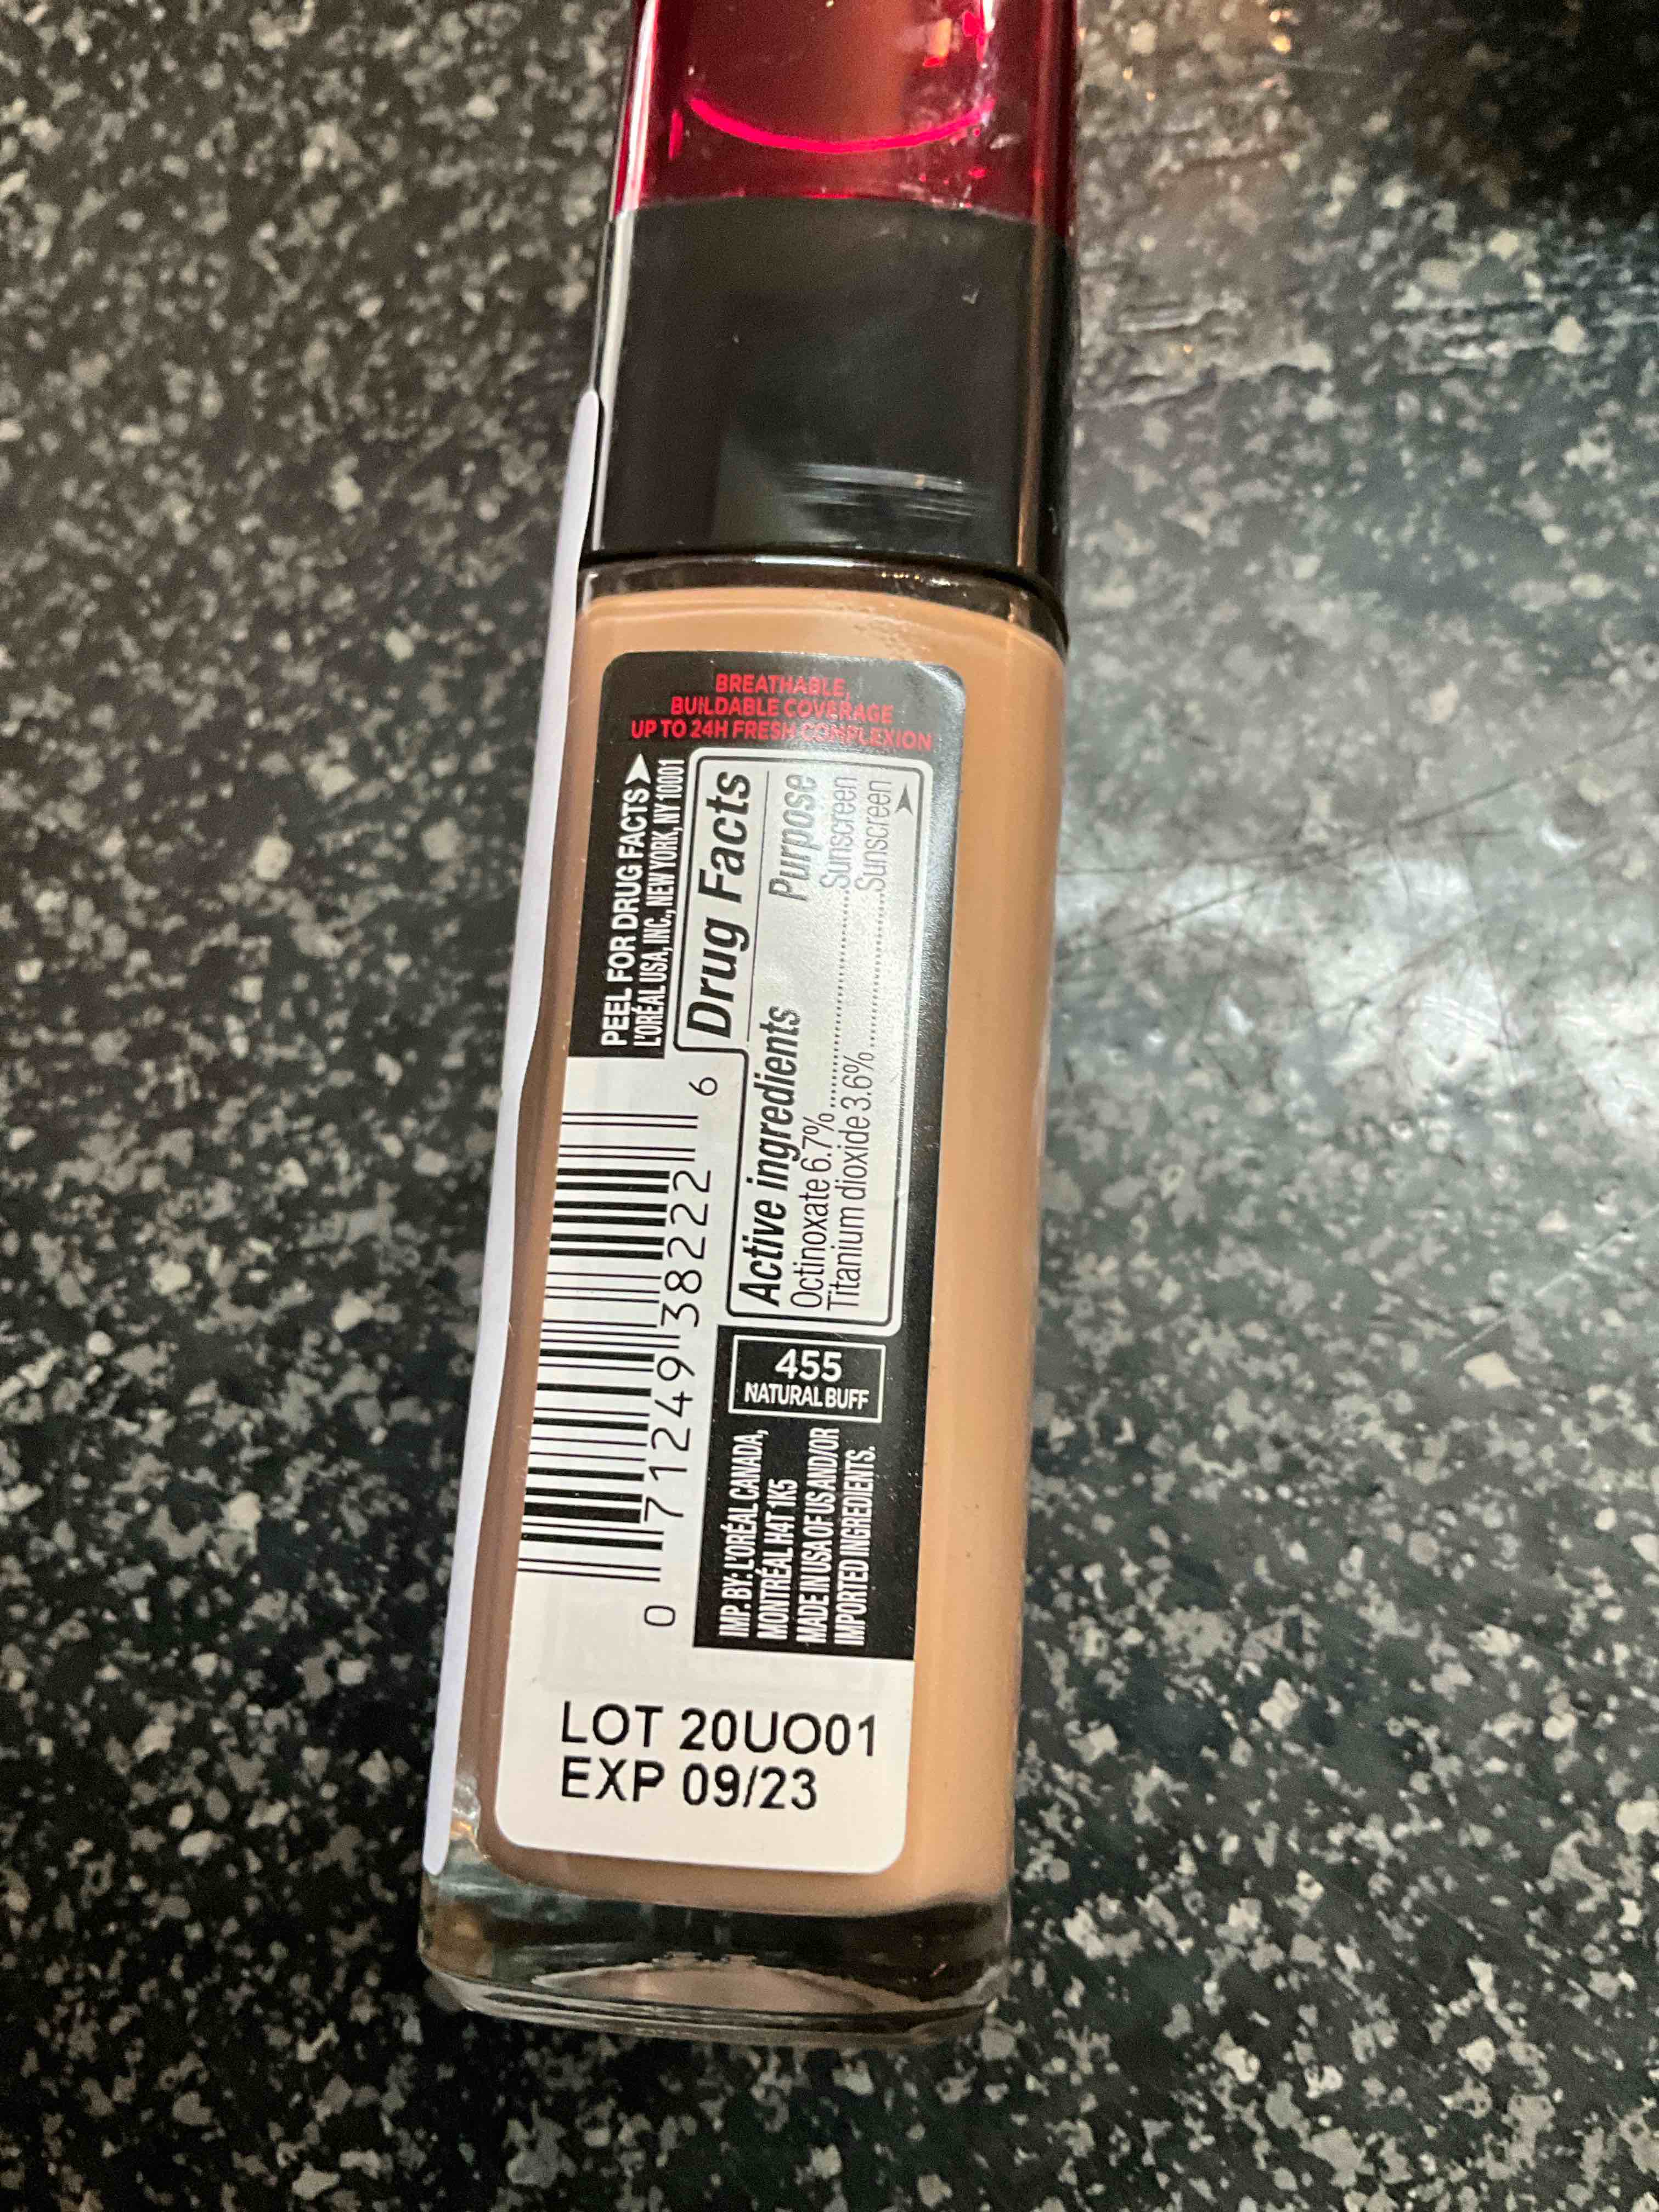 BREATHABLE,
BUILDABLE COVERAGE
UP TO 24H FRESH COMPLEXION
PEEL FOR DRUG FACTS
L'ORÉAL USA, INC., NEW YORK, NY 10001
Drug Facts
Active ingredients Purpose
Octinoxate 6.7%.......................Sunscreen
Titanium dioxide 3.6%.......................Sunscreen
0 71249 38222 6
455
NATURAL BUFF
IMP. BY: L'ORÉAL CANADA,
MONTRÉAL H4T 1K5
MADE IN USA OF US AND/OR
IMPORTED INGREDIENTS.
LOT 20UO01
EXP 09/23